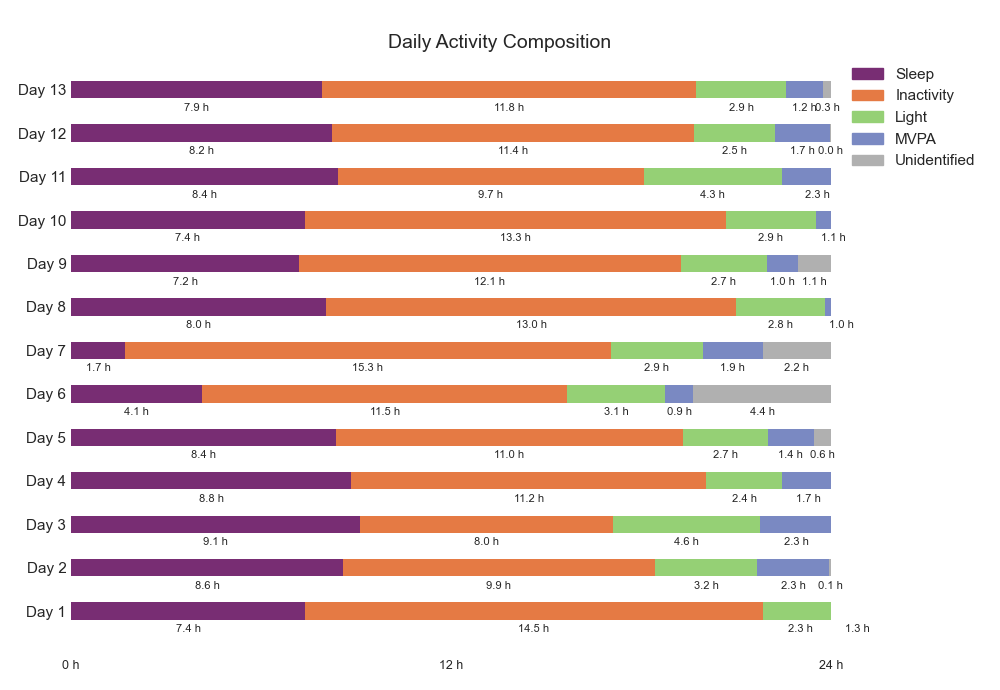 Daily Activity Composition
Sleep
Inactivity
Light
MVPA
Unidentified
Day 13
7.9 h 11.8 h 2.9 h 1.2 h 0.3 h
Day 12
8.2 h 11.4 h 2.5 h 1.7 h 0.0 h
Day 11
8.4 h 9.7 h 4.3 h 2.3 h
Day 10
7.4 h 13.3 h 2.9 h 1.1 h
Day 9
7.2 h 12.1 h 2.7 h 1.0 h 1.1 h
Day 8
8.0 h 13.0 h 2.8 h 1.0 h
Day 7
1.7 h 15.3 h 2.9 h 1.9 h 2.2 h
Day 6
4.1 h 11.5 h 3.1 h 0.9 h 4.4 h
Day 5
8.4 h 11.0 h 2.7 h 1.4 h 0.6 h
Day 4
8.8 h 11.2 h 2.4 h 1.7 h
Day 3
9.1 h 8.0 h 4.6 h 2.3 h
Day 2
8.6 h 9.9 h 3.2 h 2.3 h 0.1 h
Day 1
7.4 h 14.5 h 2.3 h 1.3 h
0 h 12 h 24 h